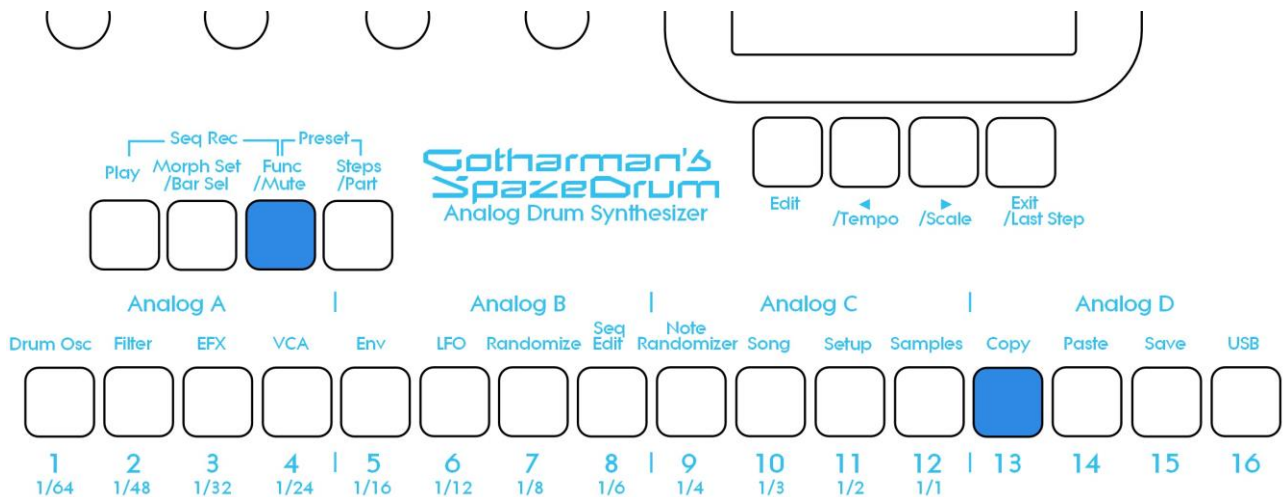 Seq Rec Preset
Play Morph Set /Bar Sel Func /Mute Steps /Part
Gotharman's
SpazeDrum
Analog Drum Synthesizer
Edit ◄ /Tempo ► /Scale Exit /Last Step
Analog A | Analog B | Analog C | Analog D
Drum Osc Filter EFX VCA Env LFO Randomize Seq Edit Note Randomizer Song Setup Samples Copy Paste Save USB
1 2 3 4 | 5 6 7 8 | 9 10 11 12 | 13 14 15 16
1/64 1/48 1/32 1/24 1/16 1/12 1/8 1/6 1/4 1/3 1/2 1/1